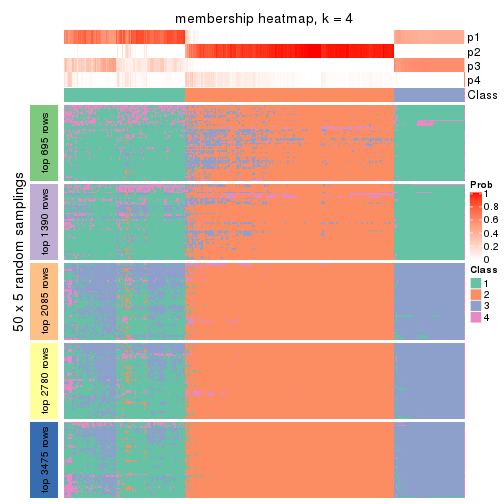 membership heatmap, k = 4
p1
p2
p3
p4
Class
50 x 5 random samplings
top 695 rows
top 1390 rows
top 2085 rows
top 2780 rows
top 3475 rows
Prob
1
0.8
0.6
0.4
0.2
0
Class
1
2
3
4